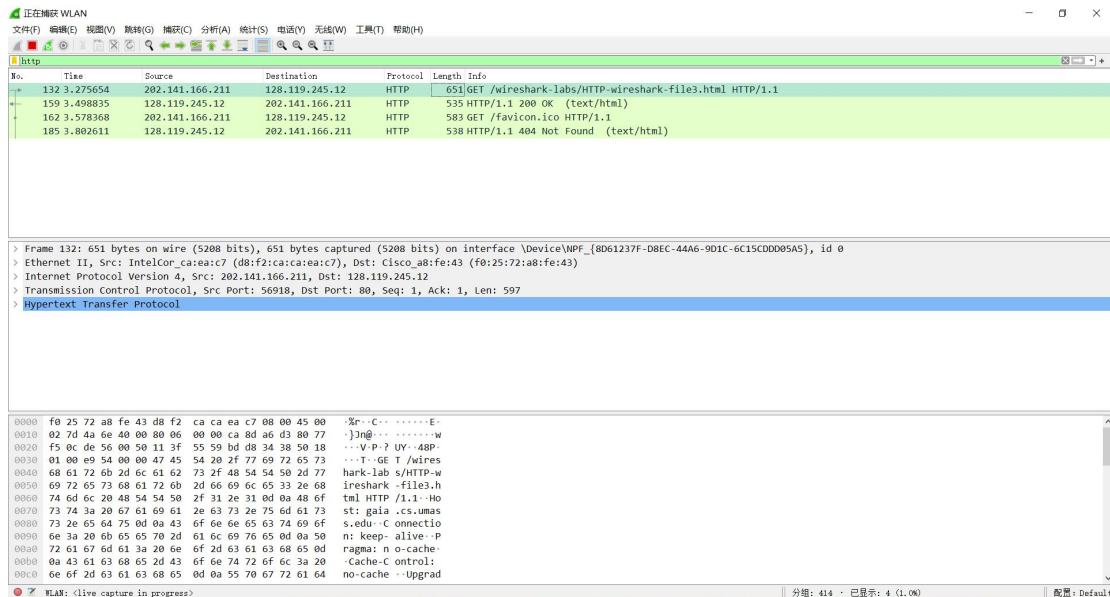 正在捕获 WLAN
文件(F) 编辑(E) 视图(V) 跳转(G) 捕获(C) 分析(A) 统计(S) 电话(Y) 无线(W) 工具(T) 帮助(H)
http
No. Time Source Destination Protocol Length Info
132 3.275654 202.141.166.211 128.119.245.12 HTTP 651 GET /wireshark-labs/HTTP-wireshark-file3.html HTTP/1.1
159 3.498835 128.119.245.12 202.141.166.211 HTTP 535 HTTP/1.1 200 OK (text/html)
162 3.578368 202.141.166.211 128.119.245.12 HTTP 583 GET /favicon.ico HTTP/1.1
185 3.802611 128.119.245.12 202.141.166.211 HTTP 538 HTTP/1.1 404 Not Found (text/html)
> Frame 132: 651 bytes on wire (5208 bits), 651 bytes captured (5208 bits) on interface \Device\NPF_{8D61237F-D8EC-44A6-9D1C-6C15CDDD05A5}, id 0
> Ethernet II, Src: IntelCor_ca:ea:c7 (d8:f2:ca:ca:ea:c7), Dst: Cisco_a8:fe:43 (f0:25:72:a8:fe:43)
> Internet Protocol Version 4, Src: 202.141.166.211, Dst: 128.119.245.12
> Transmission Control Protocol, Src Port: 56918, Dst Port: 80, Seq: 1, Ack: 1, Len: 597
> Hypertext Transfer Protocol
0000 f0 25 72 a8 fe 43 d8 f2 ca ca ea c7 08 00 45 00 ·%r··C·· ······E·
0010 02 7d 4a 6e 40 00 80 06 00 00 ca 8d a6 d3 80 77 ·}Jn@··· ·······w
0020 f5 0c de 56 00 50 11 3f 55 59 bd d8 34 38 50 18 ···V·P·? UY··48P·
0030 01 00 e9 54 00 00 47 45 54 20 2f 77 69 72 65 73 ···T··GE T /wires
0040 68 61 72 6b 2d 6c 61 62 73 2f 48 54 54 50 2d 77 hark-lab s/HTTP-w
0050 69 72 65 73 68 61 72 6b 2d 66 69 6c 65 33 2e 68 ireshark -file3.h
0060 74 6d 6c 20 48 54 54 50 2f 31 2e 31 0d 0a 48 6f tml HTTP /1.1··Ho
0070 73 74 3a 20 67 61 69 61 2e 63 73 2e 75 6d 61 73 st: gaia .cs.umas
0080 73 2e 65 64 75 0d 0a 43 6f 6e 6e 65 63 74 69 6f s.edu··C onnectio
0090 6e 3a 20 6b 65 65 70 2d 61 6c 69 76 65 0d 0a 50 n: keep- alive··P
00a0 72 61 67 6d 61 3a 20 6e 6f 2d 63 61 63 68 65 0d ragma: n o-cache·
00b0 0a 43 61 63 68 65 2d 43 6f 6e 74 72 6f 6c 3a 20 ·Cache-C ontrol:
00c0 6e 6f 2d 63 61 63 68 65 0d 0a 55 70 67 72 61 64 no-cache ··Upgrad
WLAN: <live capture in progress> 分组: 414 · 已显示: 4 (1.0%) 配置: Default